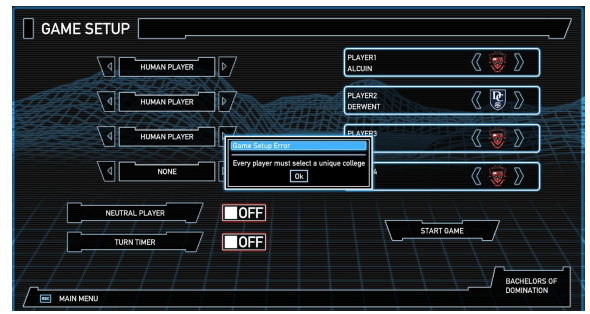 GAME SETUP
HUMAN PLAYER
PLAYER1
ALCUIN
HUMAN PLAYER
PLAYER2
DERWENT
DC
HUMAN PLAYER
PLAYER3
Game Setup Error
Every player must select a unique college
Ok
NONE
4
NEUTRAL PLAYER
OFF
TURN TIMER
OFF
START GAME
ESC
MAIN MENU
BACHELORS OF
DOMINATION